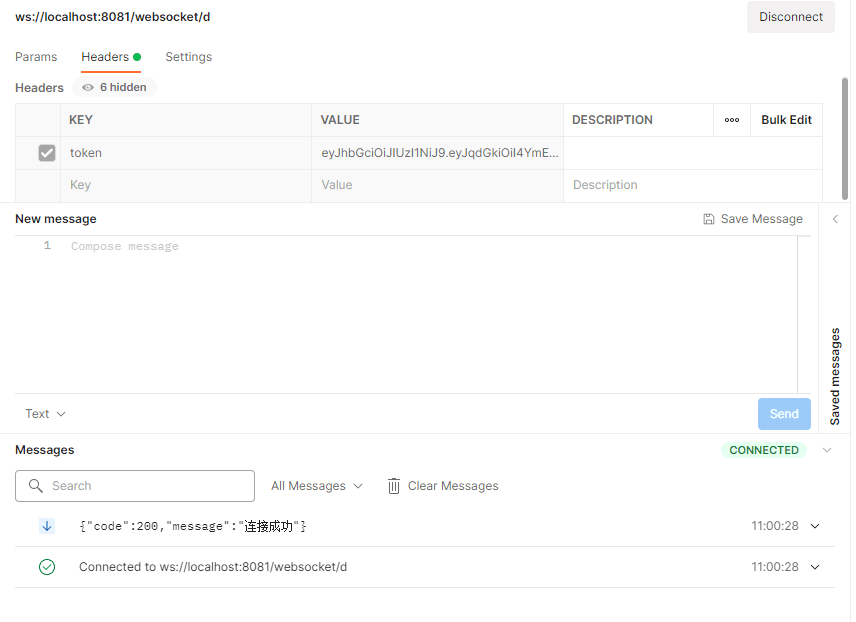 ws://localhost:8081/websocket/d Disconnect
Params Headers Settings
Headers 6 hidden
KEY VALUE DESCRIPTION ooo Bulk Edit
token eyJhbGciOiJIUzI1NiJ9.eyJqdGkiOiI4YmE...
Key Value Description
New message Save Message
1 Compose message
Saved messages
Text Send
Messages CONNECTED
Search All Messages Clear Messages
{"code":200,"message":"连接成功"} 11:00:28
Connected to ws://localhost:8081/websocket/d 11:00:28